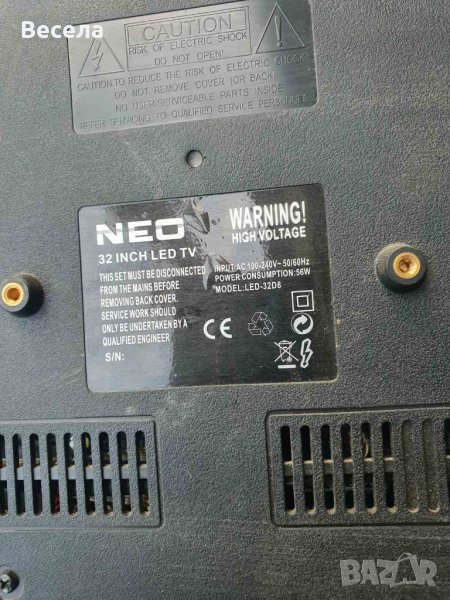 Весела
CAUTION
RISK OF ELECTRIC SHOCK
DO NOT OPEN
CAUTION:TO REDUCE THE RISK OF ELECTRIC SHOCK
DO NOT REMOVE COVER (OR BACK).
NO USER-SERVICEABLE PARTS INSIDE
REFER SERVICING TO QUALIFIED SERVICE PERSONNEL.
NEO
32 INCH LED TV
THIS SET MUST BE DISCONNECTED
FROM THE MAINS BEFORE
REMOVING BACK COVER.
SERVICE WORK SHOULD
ONLY BE UNDERTAKEN BY A
QUALIFIED ENGINEER
S/N:
WARNING!
HIGH VOLTAGE
INPUT:AC 100-240V~ 50/60Hz
POWER CONSUMPTION:56W
*MODEL:LED-32D8
CE
BAZAR